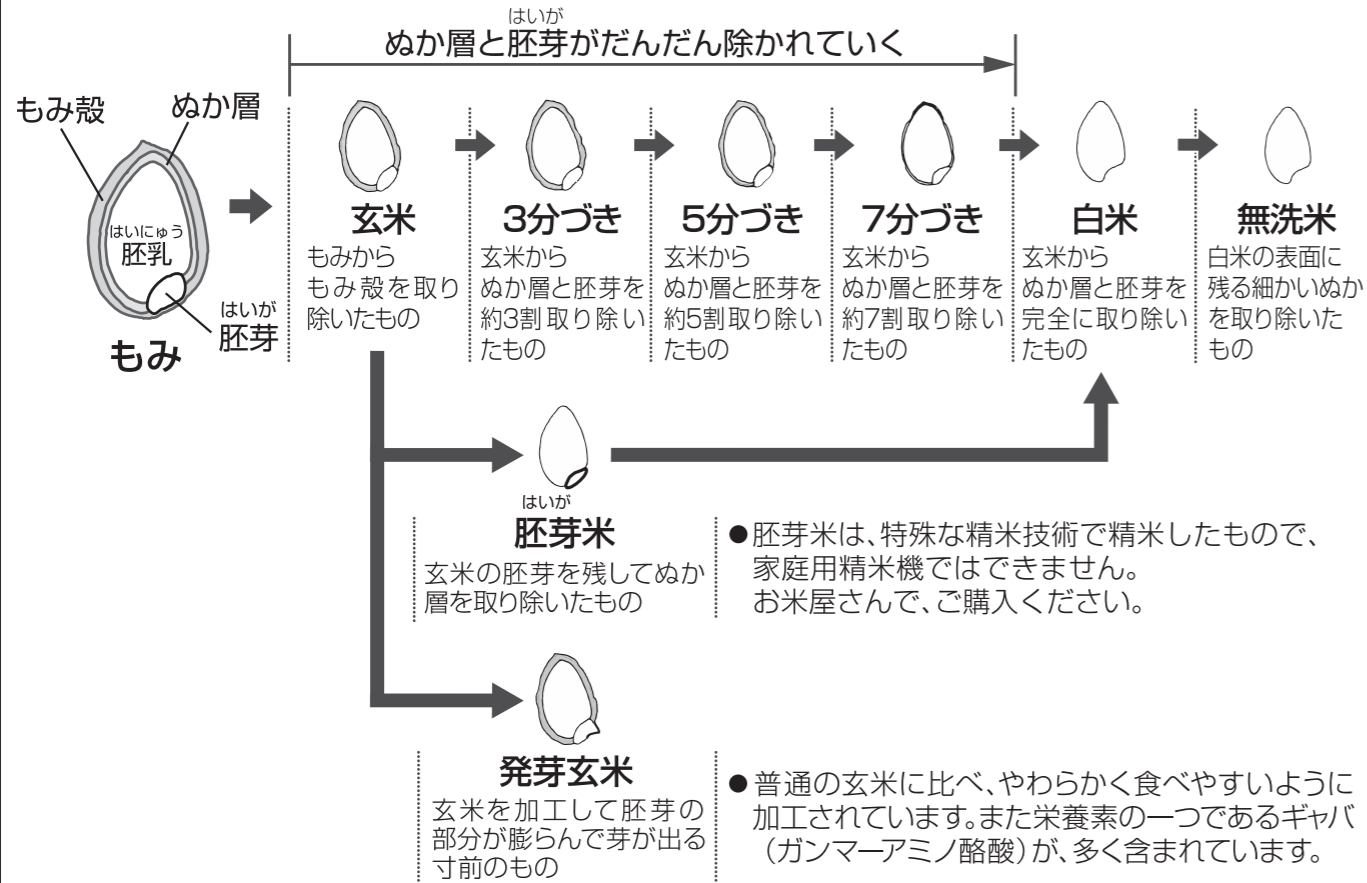 はいが
ぬか層と胚芽がだんだん除かれていく
もみ殻
ぬか層
はいにゅう
胚乳
はいが
胚芽
もみ
玄米
もみから
もみ殻を取り
除いたもの
3分づき
玄米から
ぬか層と胚芽を
約3割取り除い
たもの
5分づき
玄米から
ぬか層と胚芽を
約5割取り除い
たもの
7分づき
玄米から
ぬか層と胚芽を
約7割取り除い
たもの
白米
玄米から
ぬか層と胚芽を
完全に取り除い
たもの
無洗米
白米の表面に
残る細かいぬか
を取り除いた
もの
はいが
胚芽米
玄米の胚芽を残してぬか
層を取り除いたもの
●胚芽米は、特殊な精米技術で精米したもので、
家庭用精米機ではできません。
お米屋さんで、ご購入ください。
発芽玄米
玄米を加工して胚芽の
部分が膨らんで芽が出る
寸前のもの
●普通の玄米に比べ、やわらかく食べやすいように
加工されています。また栄養素の一つであるギャバ
(ガンマーアミノ酪酸)が、多く含まれています。